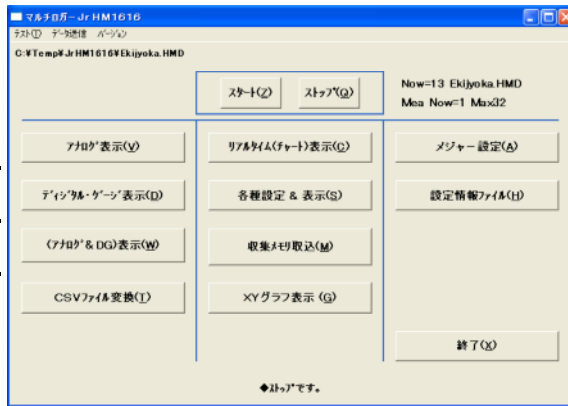 マルチロガーJr HM1616
ﾃｽﾄ(I) ﾃﾞｰﾀ送信 ﾊﾞｰｼﾞｮﾝ
C:¥Temp¥JrHM1616¥Ekijyoka.HMD
ｽﾀｰﾄ(Z) ｽﾄｯﾌﾟ(Q)
Now=13 Ekijyoka.HMD
Mea Now=1 Max32
ｱﾅﾛｸﾞ表示(V) ﾘｱﾙﾀｲﾑ(ﾁｬｰﾄ)表示(C) メジャー設定(A)
ﾃﾞｨｼﾞﾀﾙ・ｹﾞｰｼﾞ表示(D) 各種設定 & 表示(S) 設定情報ﾌｧｲﾙ(H)
(ｱﾅﾛｸﾞ& DG)表示(W) 収集ﾒﾓﾘ取込(M)
CSVﾌｧｲﾙ変換(T) XYグラフ表示 (G)
終了(X)
◆ｽﾄｯﾌﾟです。